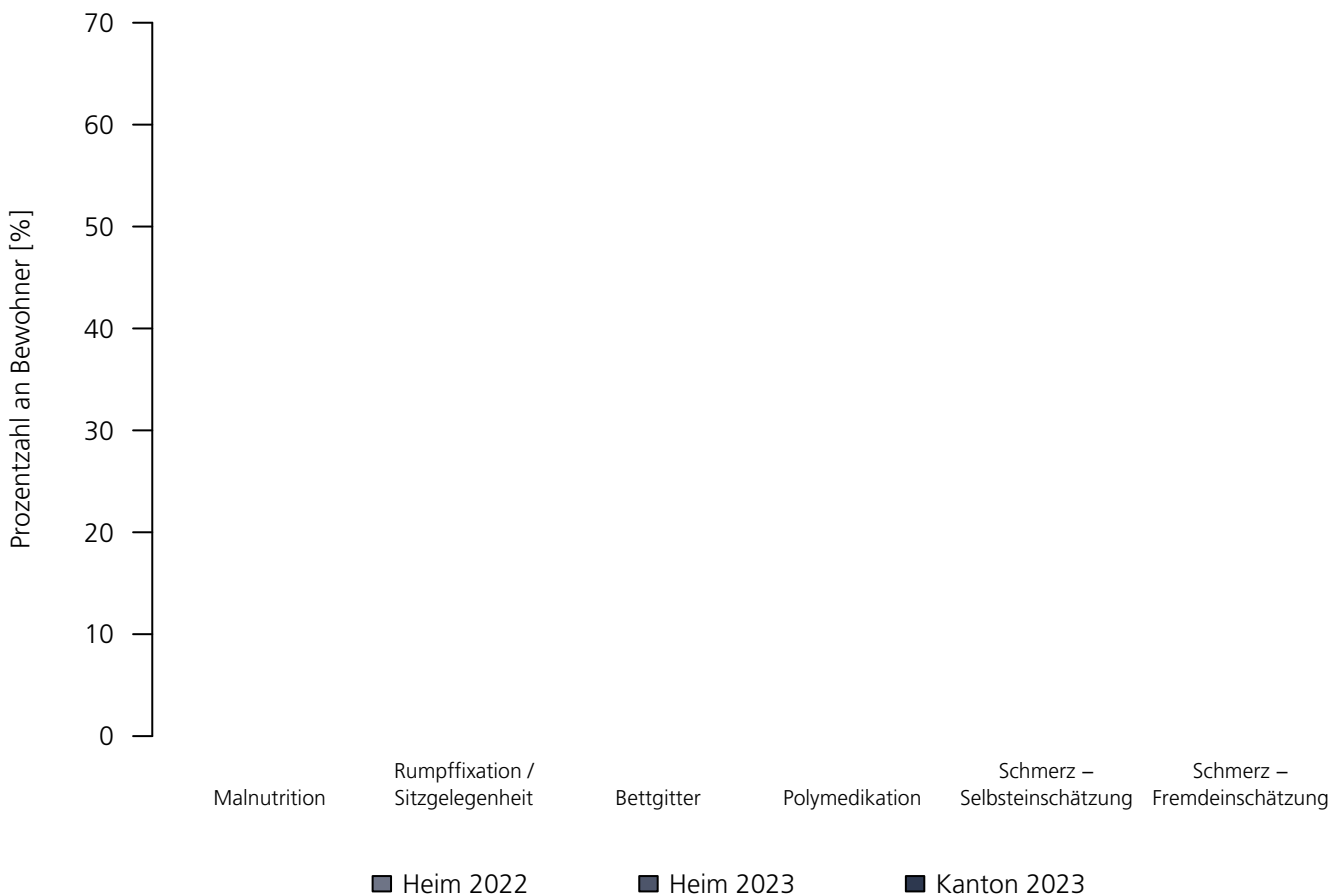 Prozentzahl an Bewohner [%]
70
60
50
40
30
20
10
0
Malnutrition
Rumpffixation /
Sitzgelegenheit
Bettgitter
Polymedikation
Schmerz –
Selbsteinschätzung
Schmerz –
Fremdeinschätzung
Heim 2022
Heim 2023
Kanton 2023